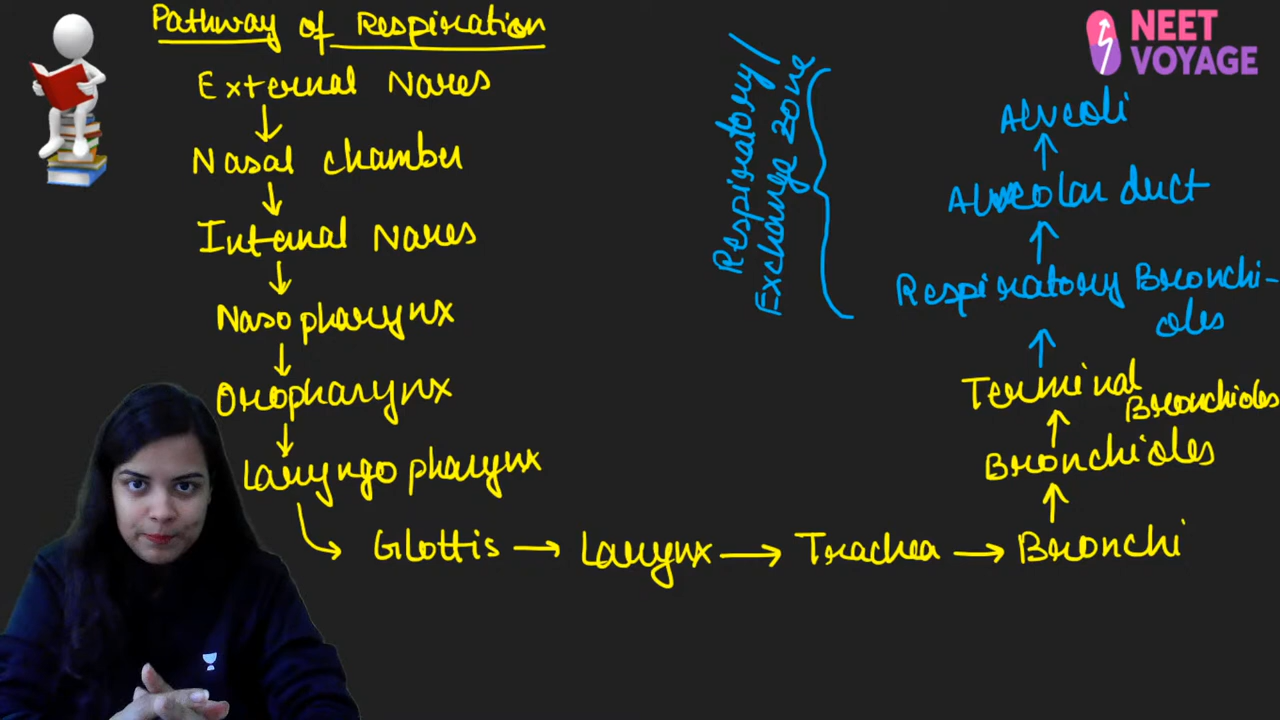 Pathway of Respiration
External Nares
Nasal chamber
Internal Nares
Nasopharynx
Oropharynx
Laryngopharynx
Glottis → Larynx → Trachea → Bronchi
Bronchioles
Terminal
Bronchioles
Respiratory Bronchi-
oles
Alveolar duct
Alveoli
Respiratory/
Exchange zone
NEET
VOYAGE